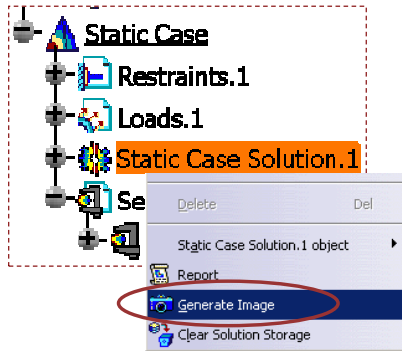 Static Case
Restraints.1
Loads.1
Static Case Solution.1
Se
Delete Del
Static Case Solution.1 object
Report
Generate Image
Clear Solution Storage